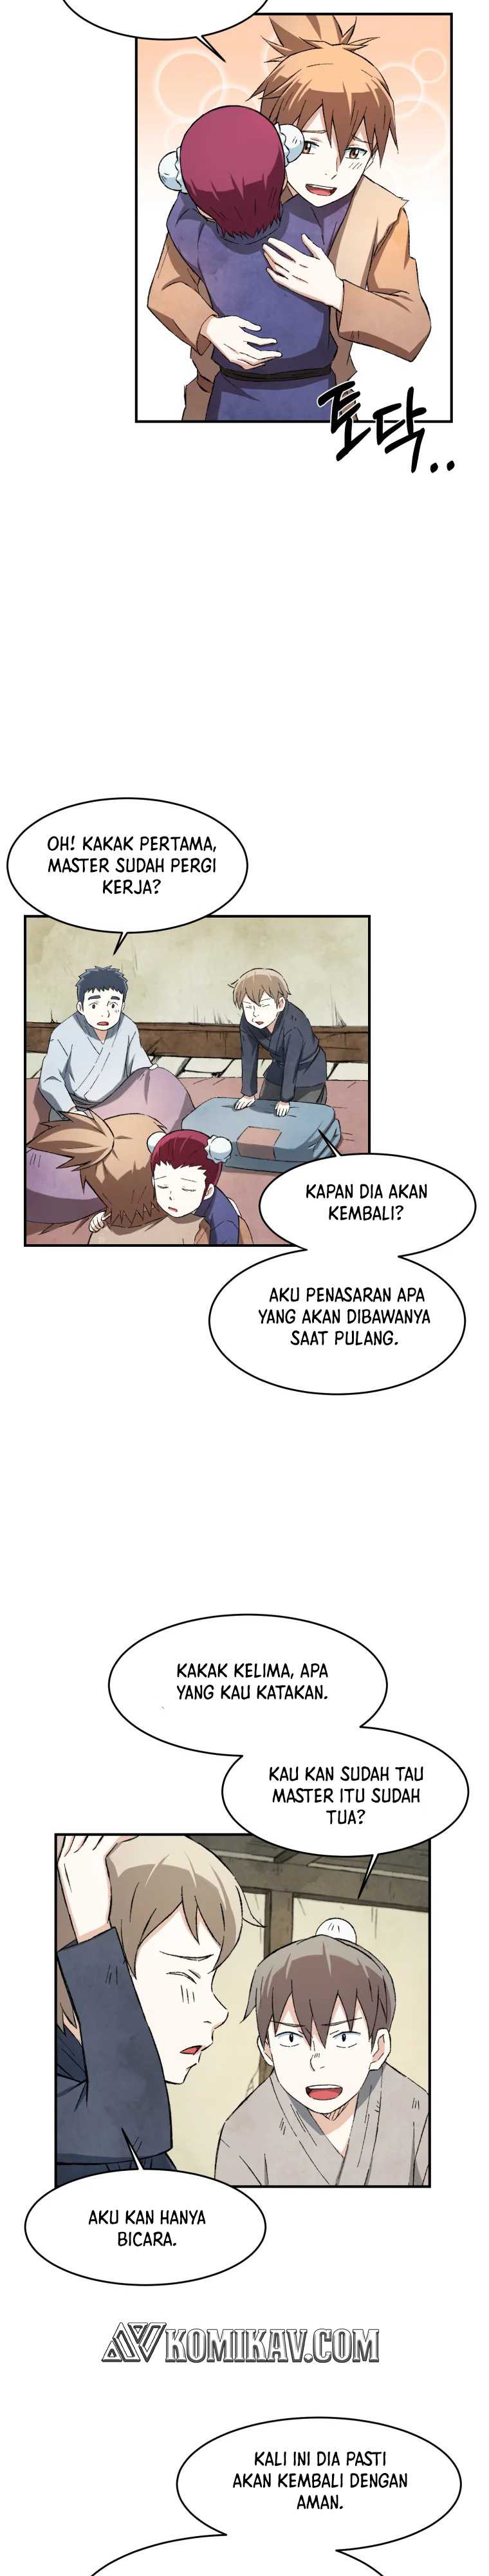 토닥..
OH! KAKAK PERTAMA,
MASTER SUDAH PERGI
KERJA?
KAPAN DIA AKAN
KEMBALI?
AKU PENASARAN APA
YANG AKAN DIBAWANYA
SAAT PULANG.
KAKAK KELIMA, APA
YANG KAU KATAKAN.
KAU KAN SUDAH TAU
MASTER ITU SUDAH
TUA?
AKU KAN HANYA
BICARA.
KOMIKAV.COM
KALI INI DIA PASTI
AKAN KEMBALI DENGAN
AMAN.